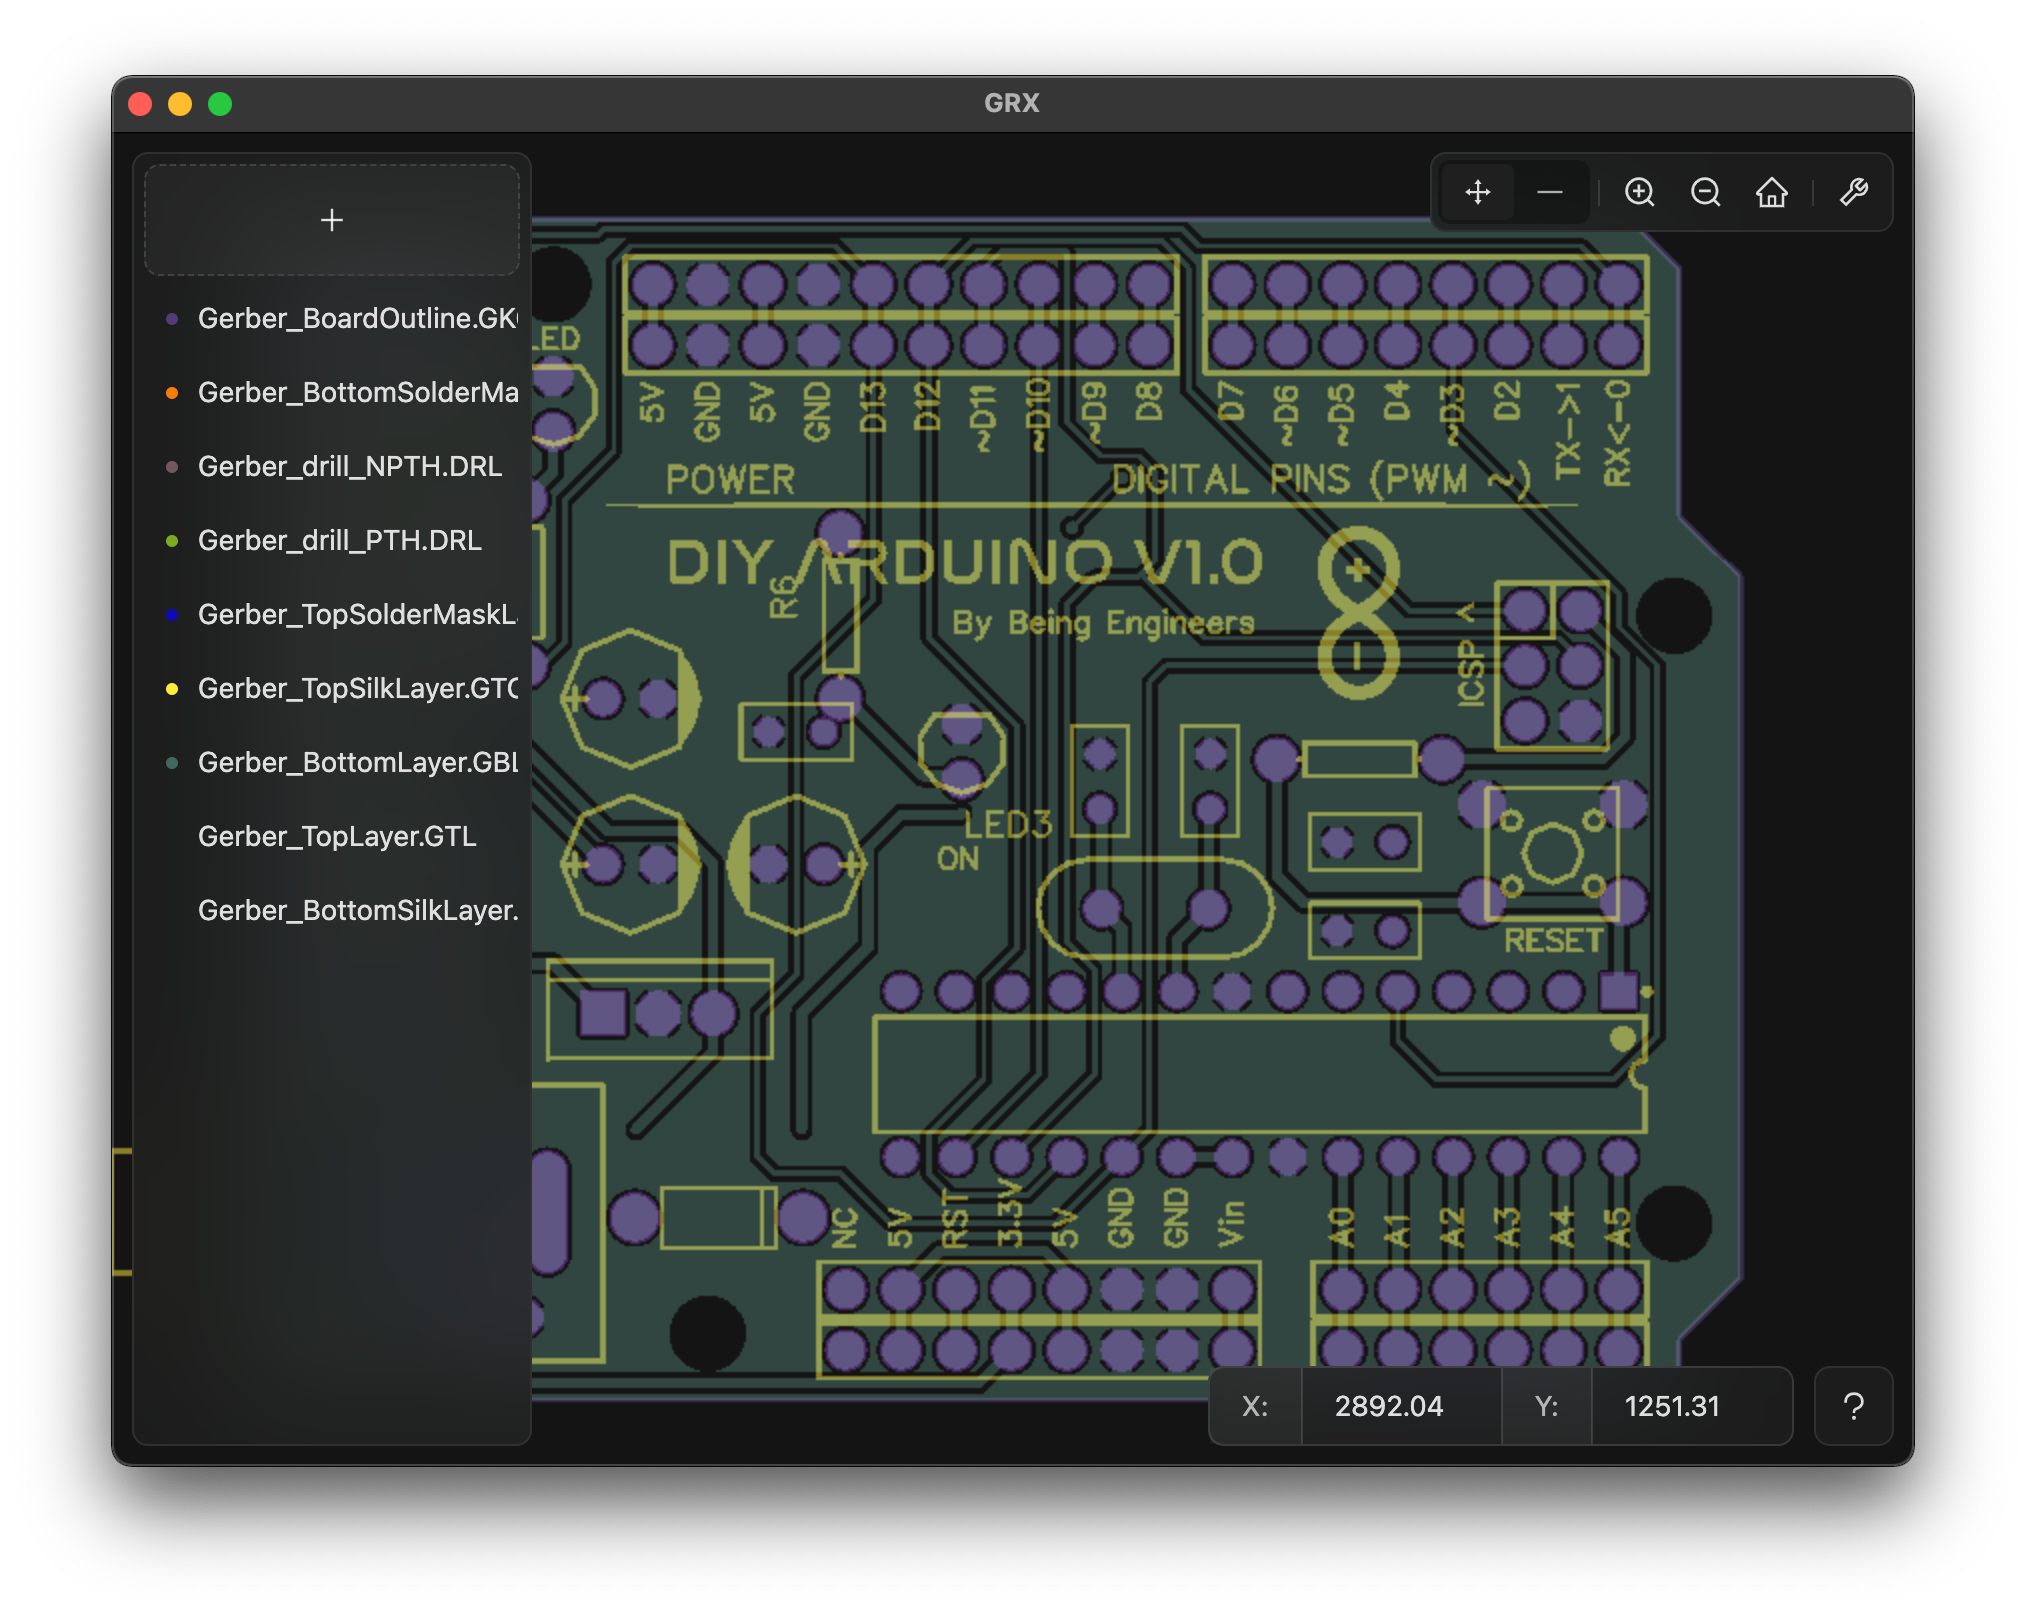 GRX
+
Gerber_BoardOutline.GK
Gerber_BottomSolderMa
Gerber_drill_NPTH.DRL
Gerber_drill_PTH.DRL
Gerber_TopSolderMaskL
Gerber_TopSilkLayer.GTO
Gerber_BottomLayer.GBL
Gerber_TopLayer.GTL
Gerber_BottomSilkLayer.
LED
5V GND 5V GND D13 D12 ~D11 ~D10 ~D9 D8 D7 ~D6 ~D5 D4 ~D3 D2 TX->1 RX<-0
POWER DIGITAL PINS (PWM ~)
DIY ARDUINO V1.0
R6
By Being Engineers
+
-
ICSP <
+
LED3
ON
+ +
RESET
NC 5V RST 3.3V 5V GND GND Vin A0 A1 A2 A3 A4 A5
X: 2892.04 Y: 1251.31 ?